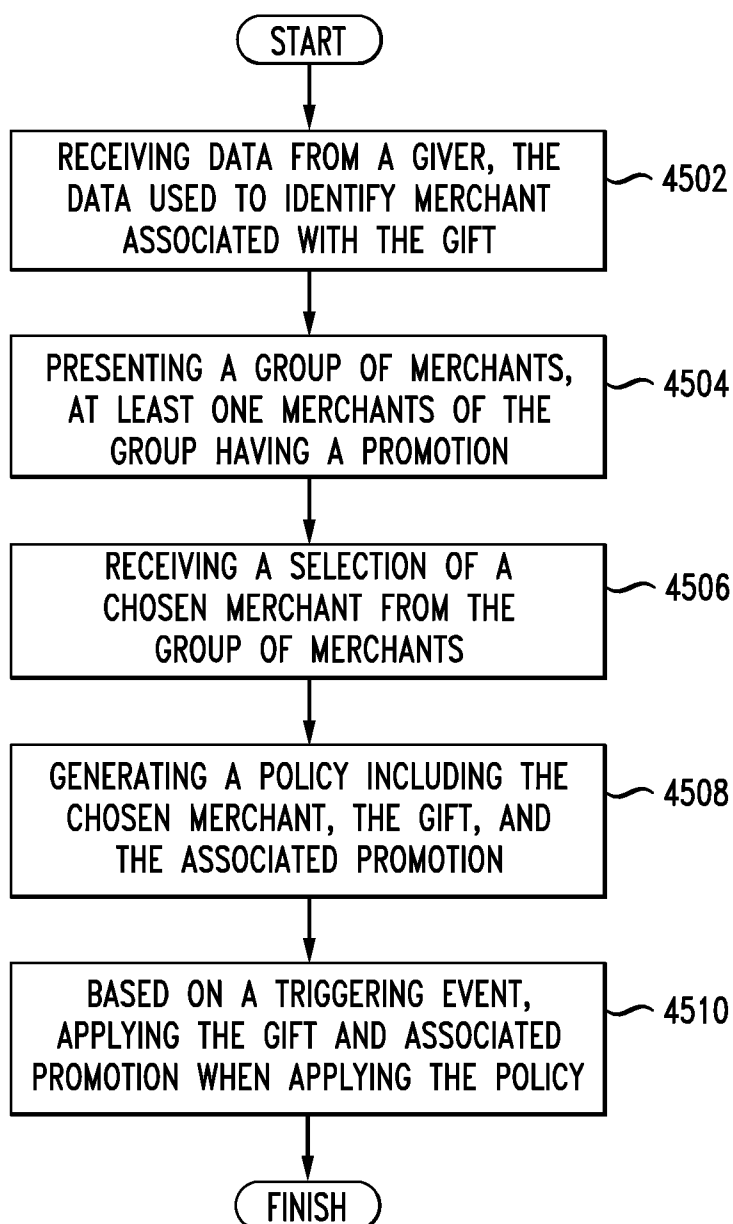 START
RECEIVING DATA FROM A GIVER, THE
DATA USED TO IDENTIFY MERCHANT
ASSOCIATED WITH THE GIFT
4502
PRESENTING A GROUP OF MERCHANTS,
AT LEAST ONE MERCHANTS OF THE
GROUP HAVING A PROMOTION
4504
RECEIVING A SELECTION OF A
CHOSEN MERCHANT FROM THE
GROUP OF MERCHANTS
4506
GENERATING A POLICY INCLUDING THE
CHOSEN MERCHANT, THE GIFT, AND
THE ASSOCIATED PROMOTION
4508
BASED ON A TRIGGERING EVENT,
APPLYING THE GIFT AND ASSOCIATED
PROMOTION WHEN APPLYING THE POLICY
4510
FINISH